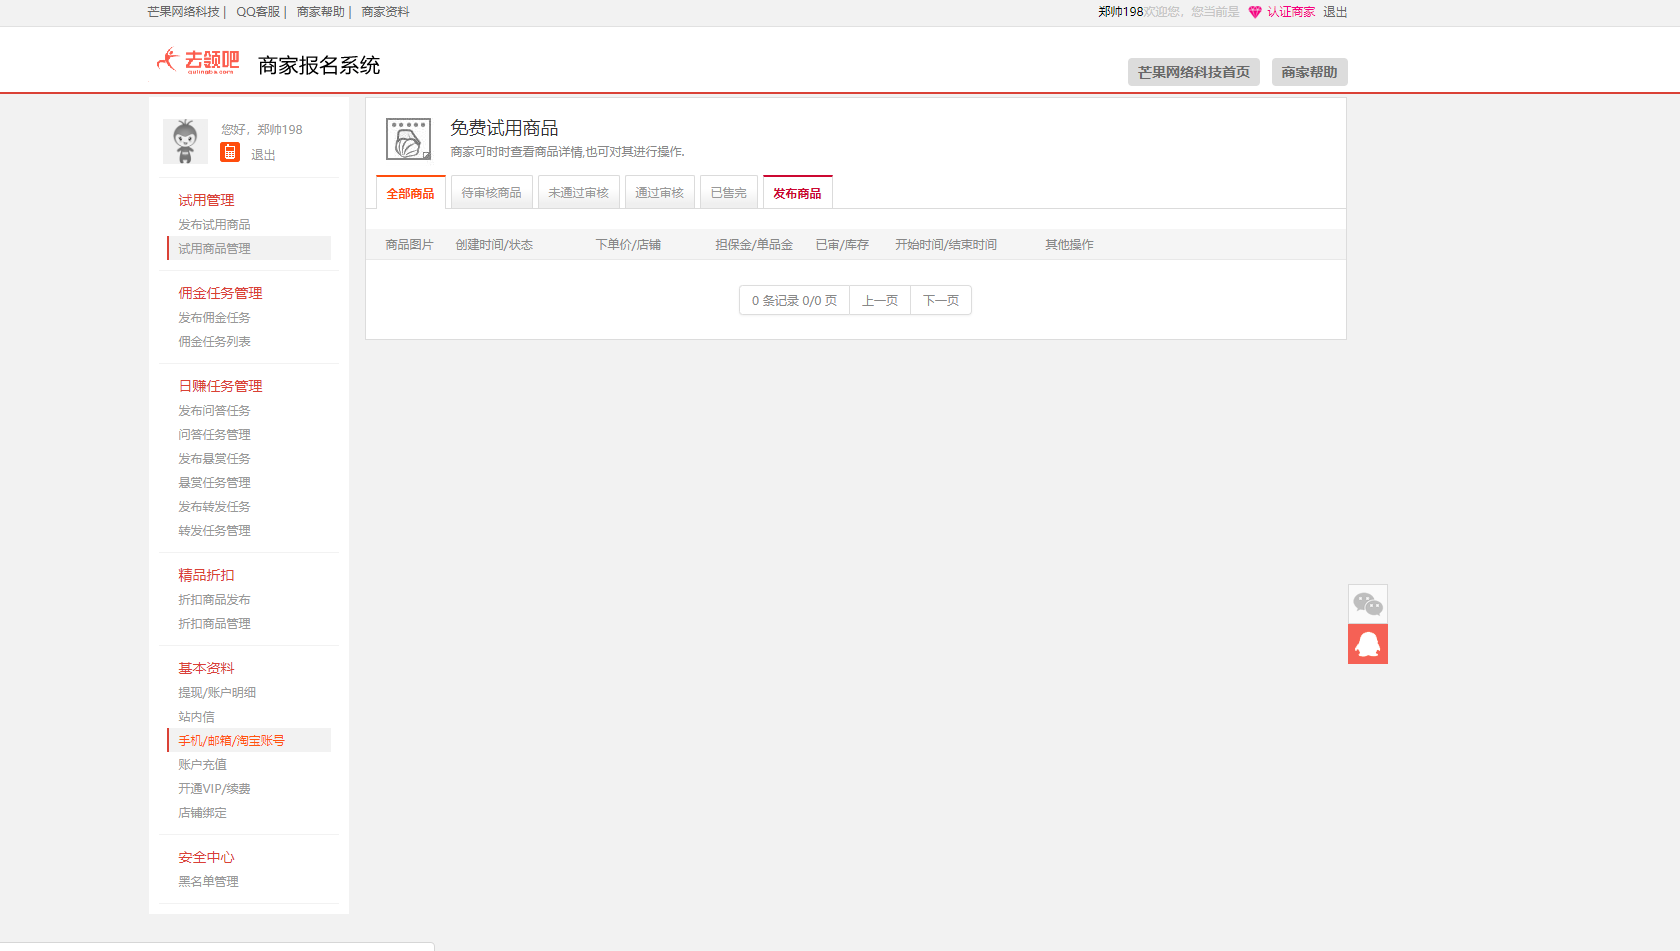 芒果网络科技 | QQ客服 | 商家帮助 | 商家资料
郑帅198欢迎您，您当前是 认证商家 退出
去领吧
qulingba.com
商家报名系统
芒果网络科技首页 商家帮助
您好，郑帅198
退出
试用管理
发布试用商品
试用商品管理
佣金任务管理
发布佣金任务
佣金任务列表
日赚任务管理
发布问答任务
问答任务管理
发布悬赏任务
悬赏任务管理
发布转发任务
转发任务管理
精品折扣
折扣商品发布
折扣商品管理
基本资料
提现/账户明细
站内信
手机/邮箱/淘宝账号
账户充值
开通VIP/续费
店铺绑定
安全中心
黑名单管理
免费试用商品
商家可时时查看商品详情,也可对其进行操作.
全部商品 待审核商品 未通过审核 通过审核 已售完 发布商品
商品图片 创建时间/状态 下单价/店铺 担保金/单品金 已审/库存 开始时间/结束时间 其他操作
0 条记录 0/0 页 上一页 下一页